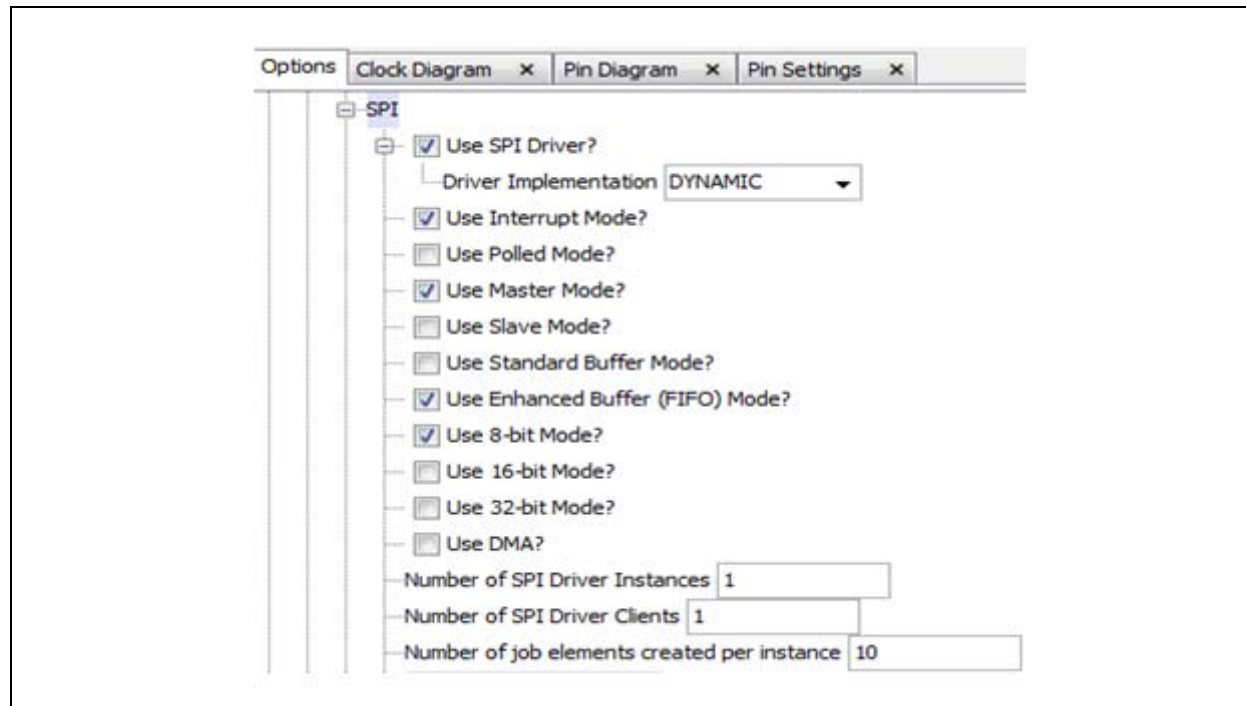 Options Clock Diagram × Pin Diagram × Pin Settings ×
SPI
Use SPI Driver?
Driver Implementation DYNAMIC
Use Interrupt Mode?
Use Polled Mode?
Use Master Mode?
Use Slave Mode?
Use Standard Buffer Mode?
Use Enhanced Buffer (FIFO) Mode?
Use 8-bit Mode?
Use 16-bit Mode?
Use 32-bit Mode?
Use DMA?
Number of SPI Driver Instances 1
Number of SPI Driver Clients 1
Number of job elements created per instance 10